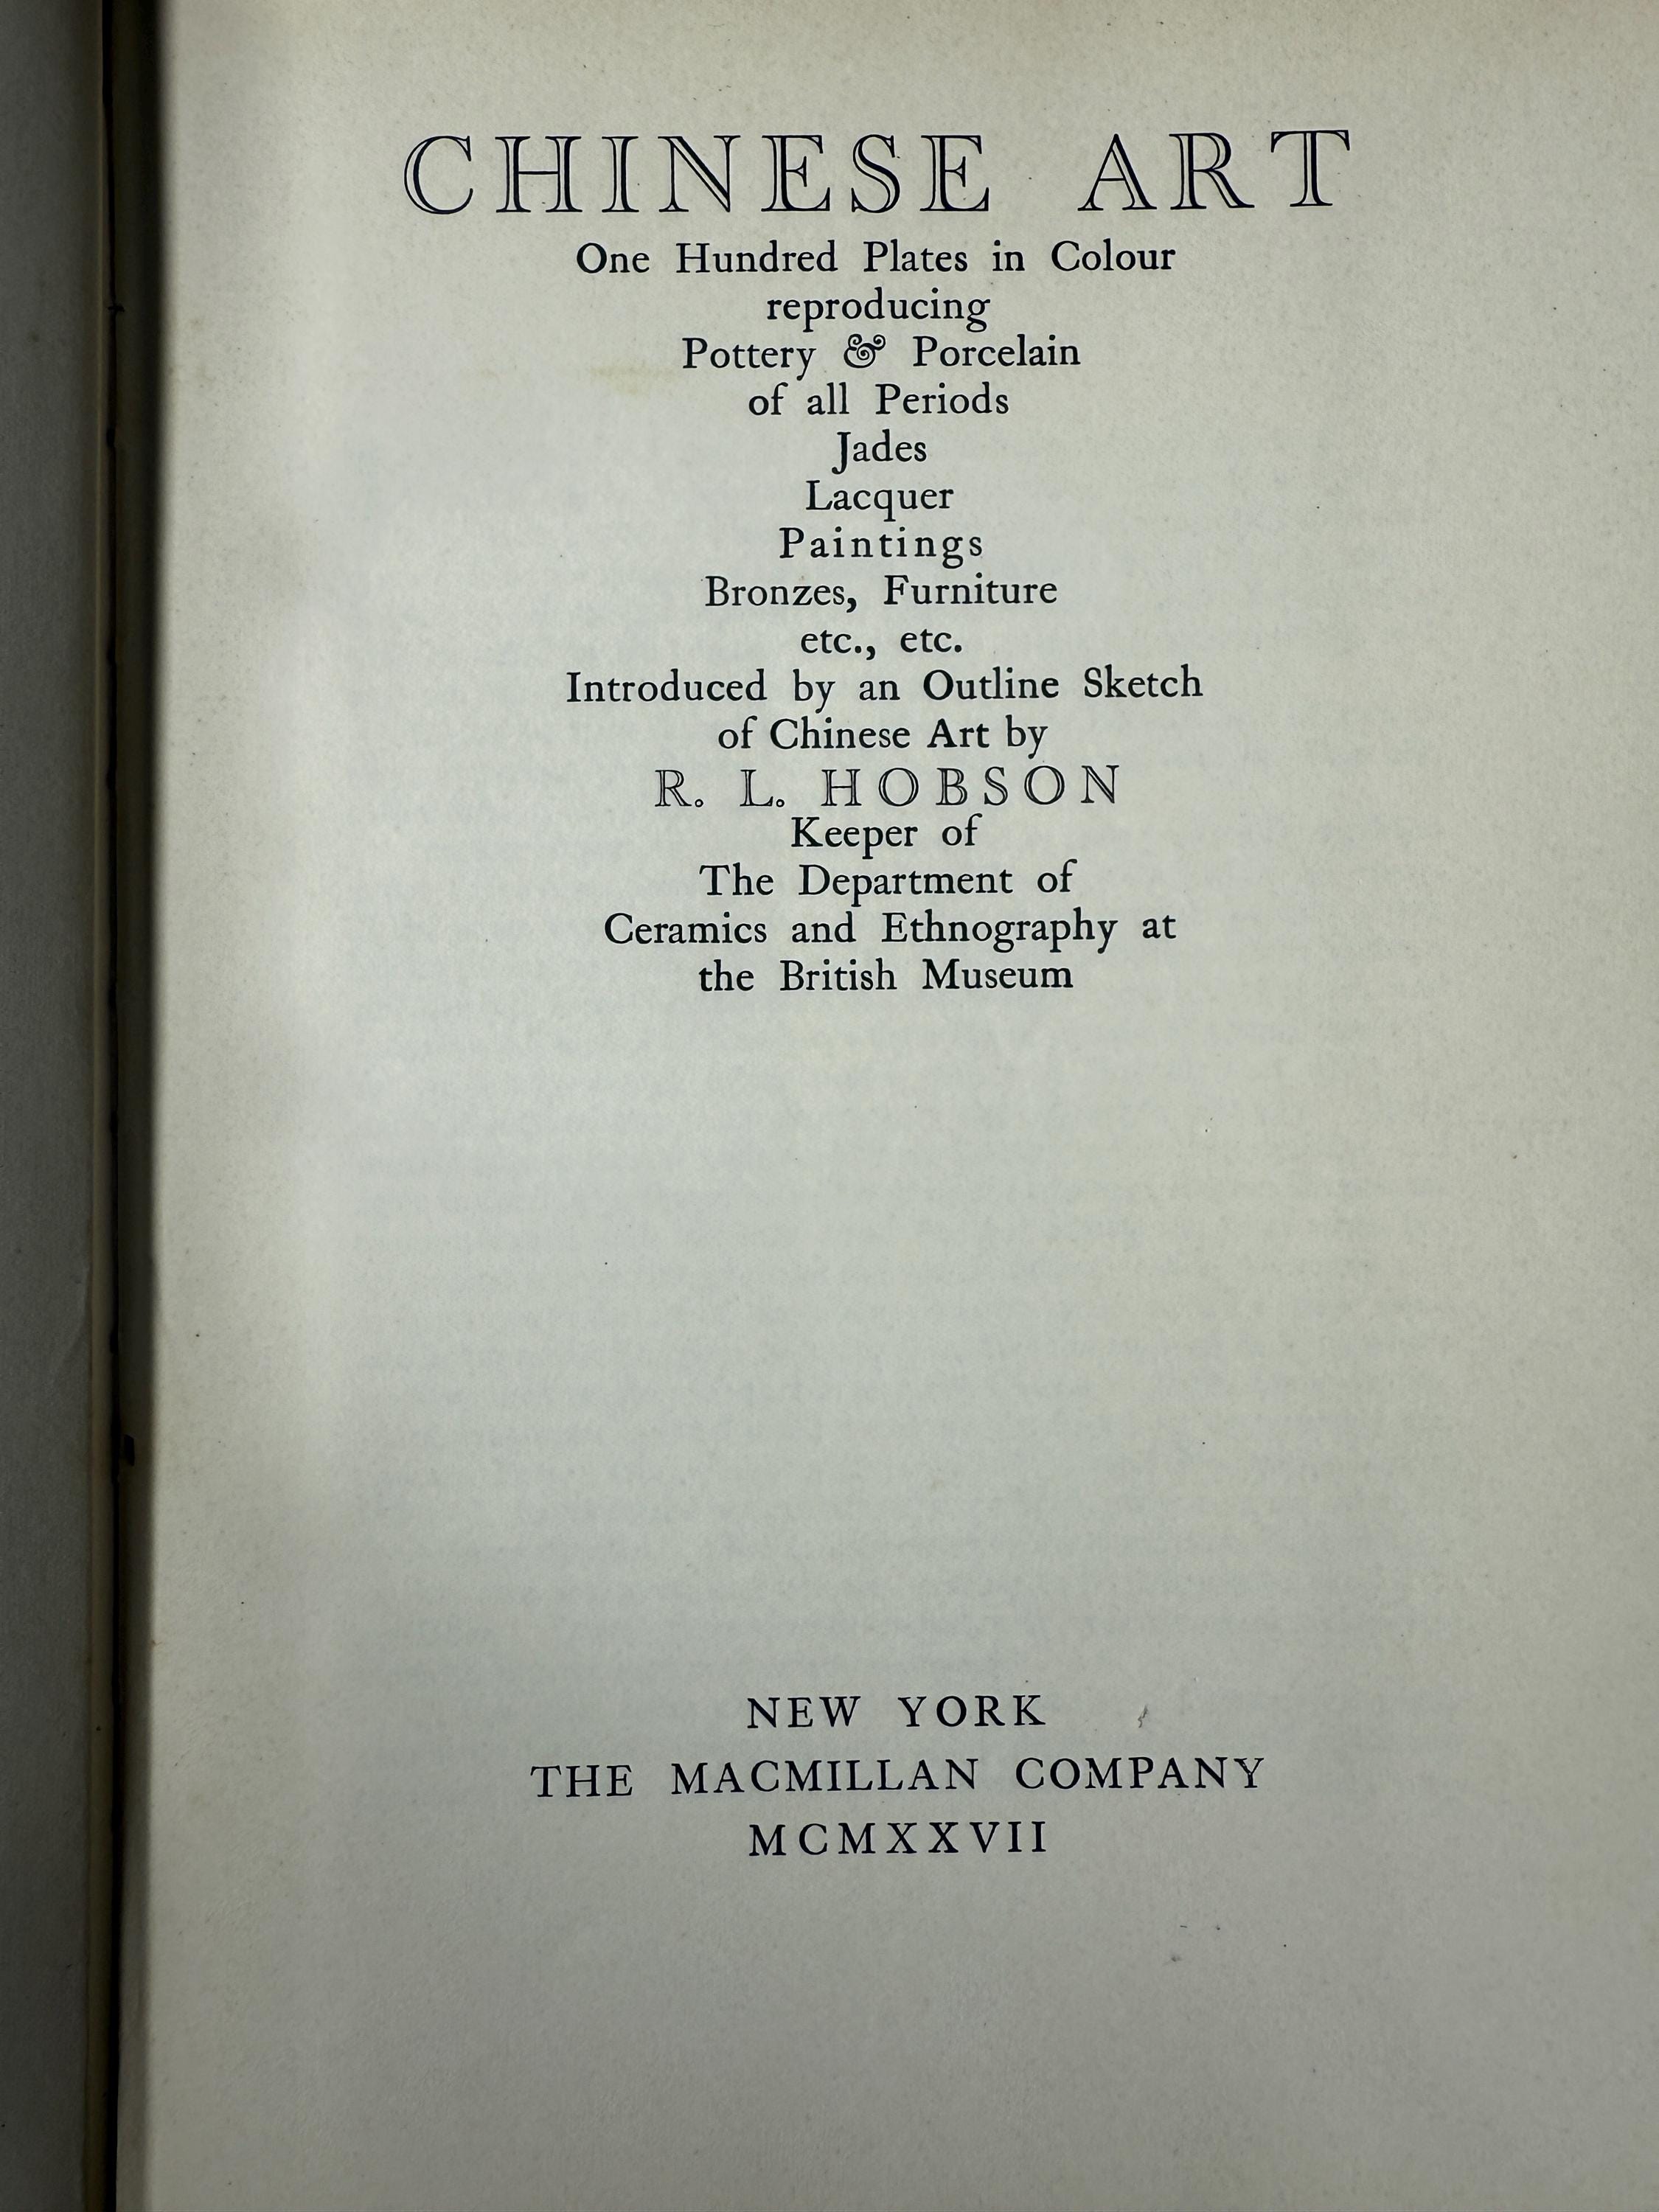 CHINESE ART
One Hundred Plates in Colour
reproducing
Pottery & Porcelain
of all Periods
Jades
Lacquer
Paintings
Bronzes, Furniture
etc., etc.
Introduced by an Outline Sketch
of Chinese Art by
R. L. HOBSON
Keeper of
The Department of
Ceramics and Ethnography at
the British Museum
NEW YORK
THE MACMILLAN COMPANY
MCMXXVII